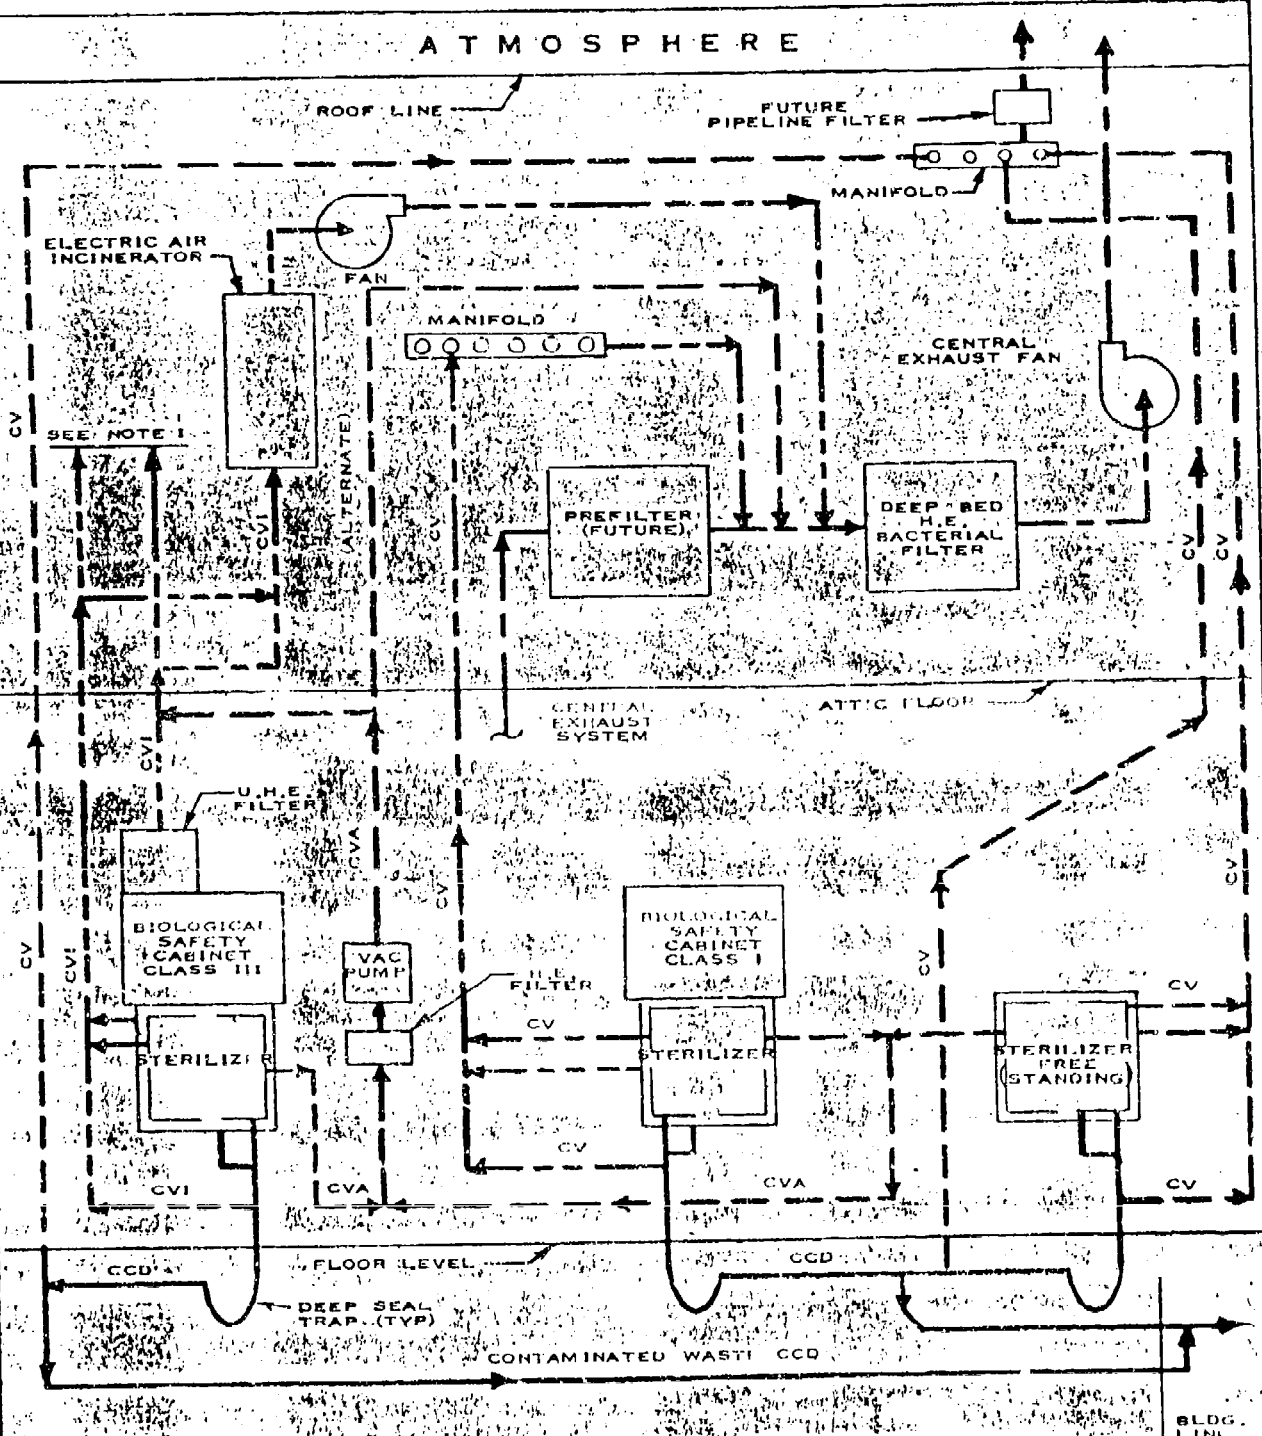 ATMOSPHERE
ROOF LINE
FUTURE
PIPELINE FILTER
MANIFOLD
ELECTRIC AIR
INCINERATOR
FAN
MANIFOLD
CENTRAL
EXHAUST FAN
CV
SEE NOTE 1
(ALTERNATE)
CVI
CV
PREFILTER
(FUTURE)
DEEP BED
H.E.
BACTERIAL
FILTER
CV
CV
CENTRAL
EXHAUST
SYSTEM
ATTIC FLOOR
CVI
U.H.E.
FILTER
CVA
CV
CV
BIOLOGICAL
SAFETY
CABINET
CLASS III
VAC
PUMP
H.E.
FILTER
BIOLOGICAL
SAFETY
CABINET
CLASS I
CV
CVI
CV
CV
CV
STERILIZER
STERILIZER
STERILIZER
FREE
(STANDING)
CV
CVI
CVA
CVA
CV
FLOOR LEVEL
CCD
CCD
DEEP SEAL
TRAP (TYP)
CONTAMINATED WASTE CCD
BLDG.
LINE